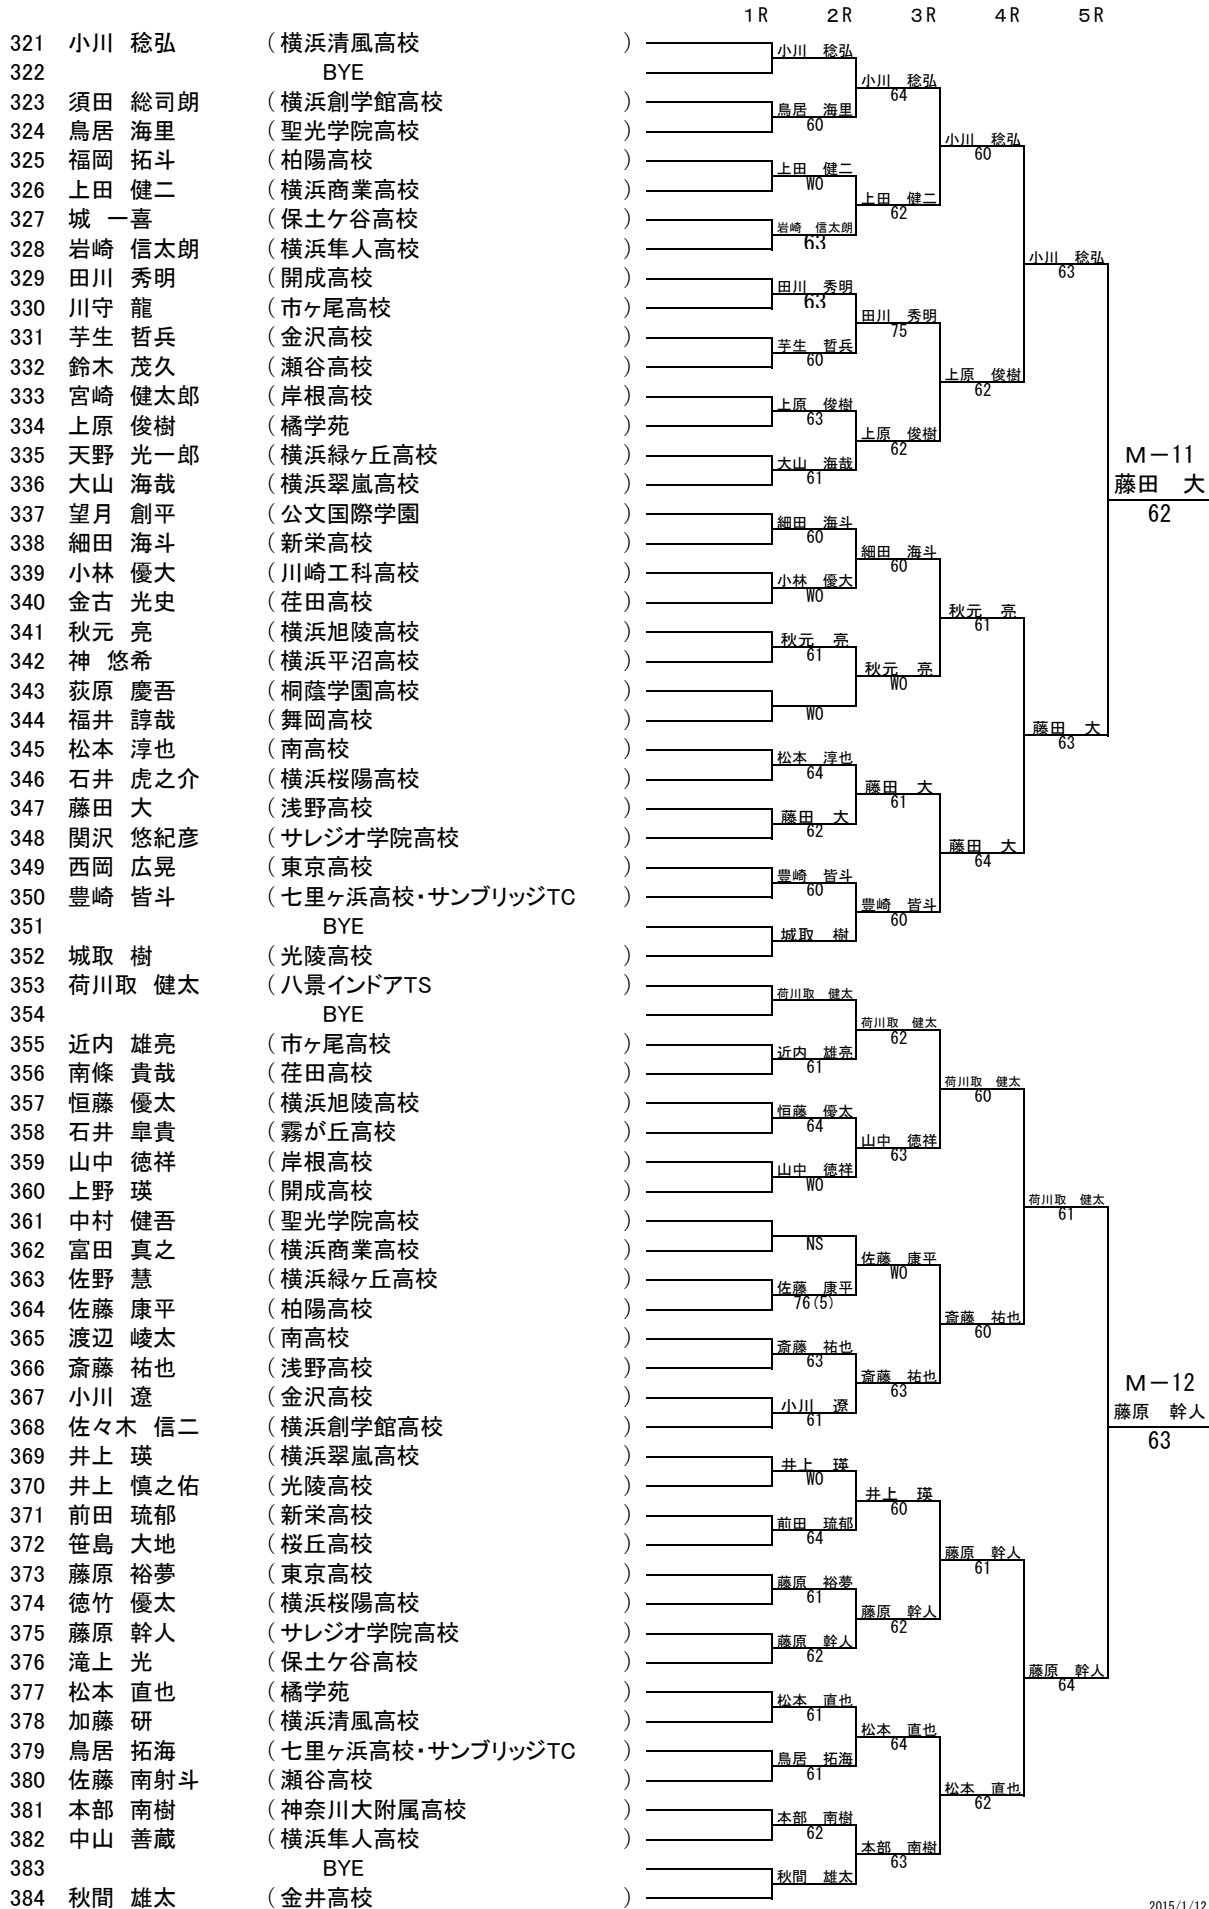 1R 2R 3R 4R 5R
321 小川 稔弘 （ 横浜清風高校 ）
小川 稔弘
322 BYE
小川 稔弘
64
323 須田 総司朗 （ 横浜創学館高校 ）
鳥居 海里
60
324 鳥居 海里 （ 聖光学院高校 ）
小川 稔弘
60
325 福岡 拓斗 （ 柏陽高校 ）
上田 健二
WO
326 上田 健二 （ 横浜商業高校 ）
上田 健二
62
327 城 一喜 （ 保土ケ谷高校 ）
岩崎 信太朗
63
328 岩崎 信太朗 （ 横浜隼人高校 ）
小川 稔弘
63
329 田川 秀明 （ 開成高校 ）
田川 秀明
63
330 川守 龍 （ 市ヶ尾高校 ）
田川 秀明
75
331 芋生 哲兵 （ 金沢高校 ）
芋生 哲兵
60
332 鈴木 茂久 （ 瀬谷高校 ）
上原 俊樹
62
333 宮崎 健太郎 （ 岸根高校 ）
上原 俊樹
63
334 上原 俊樹 （ 橘学苑 ）
上原 俊樹
62
335 天野 光一郎 （ 横浜緑ヶ丘高校 ）
大山 海哉
61
336 大山 海哉 （ 横浜翠嵐高校 ）
M－11
藤田 大
62
337 望月 創平 （ 公文国際学園 ）
細田 海斗
60
338 細田 海斗 （ 新栄高校 ）
細田 海斗
60
339 小林 優大 （ 川崎工科高校 ）
小林 優大
WO
340 金古 光史 （ 荏田高校 ）
秋元 亮
61
341 秋元 亮 （ 横浜旭陵高校 ）
秋元 亮
61
342 神 悠希 （ 横浜平沼高校 ）
秋元 亮
WO
343 荻原 慶吾 （ 桐蔭学園高校 ）
WO
344 福井 諄哉 （ 舞岡高校 ）
藤田 大
63
345 松本 淳也 （ 南高校 ）
松本 淳也
64
346 石井 虎之介 （ 横浜桜陽高校 ）
藤田 大
61
347 藤田 大 （ 浅野高校 ）
藤田 大
62
348 関沢 悠紀彦 （ サレジオ学院高校 ）
藤田 大
64
349 西岡 広晃 （ 東京高校 ）
豊崎 皆斗
60
350 豊崎 皆斗 （ 七里ヶ浜高校・サンブリッジTC ）
豊崎 皆斗
60
351 BYE
城取 樹
352 城取 樹 （ 光陵高校 ）
353 荷川取 健太 （ 八景インドアTS ）
荷川取 健太
354 BYE
荷川取 健太
62
355 近内 雄亮 （ 市ヶ尾高校 ）
近内 雄亮
61
356 南條 貴哉 （ 荏田高校 ）
荷川取 健太
60
357 恒藤 優太 （ 横浜旭陵高校 ）
恒藤 優太
64
358 石井 皐貴 （ 霧が丘高校 ）
山中 徳祥
63
359 山中 徳祥 （ 岸根高校 ）
山中 徳祥
WO
360 上野 瑛 （ 開成高校 ）
荷川取 健太
61
361 中村 健吾 （ 聖光学院高校 ）
NS
362 富田 真之 （ 横浜商業高校 ）
佐藤 康平
WO
363 佐野 慧 （ 横浜緑ヶ丘高校 ）
佐藤 康平
76(5)
364 佐藤 康平 （ 柏陽高校 ）
斎藤 祐也
60
365 渡辺 崚太 （ 南高校 ）
斎藤 祐也
63
366 斎藤 祐也 （ 浅野高校 ）
斎藤 祐也
63
367 小川 遼 （ 金沢高校 ）
小川 遼
61
368 佐々木 信二 （ 横浜創学館高校 ）
M－12
藤原 幹人
63
369 井上 瑛 （ 横浜翠嵐高校 ）
井上 瑛
WO
370 井上 慎之佑 （ 光陵高校 ）
井上 瑛
60
371 前田 琉郁 （ 新栄高校 ）
前田 琉郁
64
372 笹島 大地 （ 桜丘高校 ）
藤原 幹人
61
373 藤原 裕夢 （ 東京高校 ）
藤原 裕夢
61
374 徳竹 優太 （ 横浜桜陽高校 ）
藤原 幹人
62
375 藤原 幹人 （ サレジオ学院高校 ）
藤原 幹人
62
376 滝上 光 （ 保土ケ谷高校 ）
藤原 幹人
64
377 松本 直也 （ 橘学苑 ）
松本 直也
61
378 加藤 研 （ 横浜清風高校 ）
松本 直也
64
379 鳥居 拓海 （ 七里ヶ浜高校・サンブリッジTC ）
鳥居 拓海
61
380 佐藤 南射斗 （ 瀬谷高校 ）
松本 直也
62
381 本部 南樹 （ 神奈川大附属高校 ）
本部 南樹
62
382 中山 善蔵 （ 横浜隼人高校 ）
本部 南樹
63
383 BYE
秋間 雄太
384 秋間 雄太 （ 金井高校 ）
2015/1/12